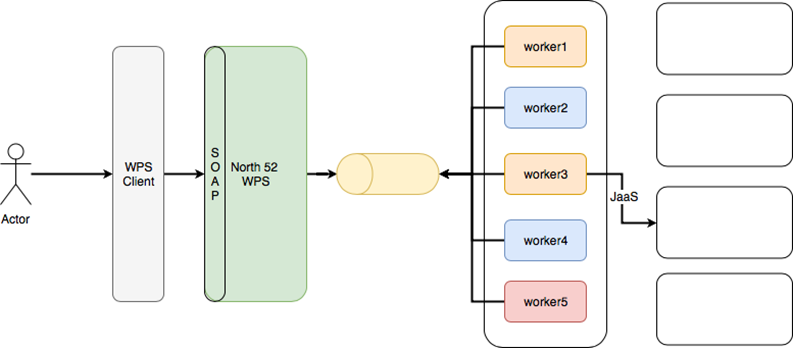 Actor
WPS
Client
S
O
A
P
North 52
WPS
worker1
worker2
worker3
worker4
worker5
JaaS